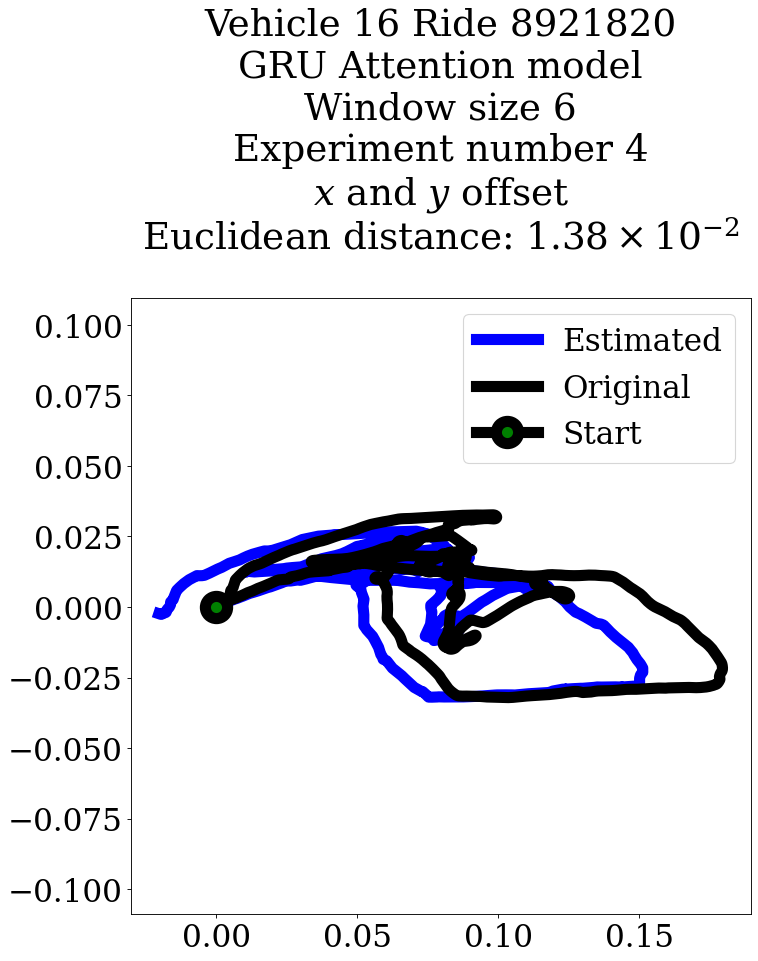 Vehicle 16 Ride 8921820
GRU Attention model
Window size 6
Experiment number 4
x and y offset
Euclidean distance: 1.38 × 10⁻²
Estimated
Original
Start
0.100
0.075
0.050
0.025
0.000
−0.025
−0.050
−0.075
−0.100
0.00 0.05 0.10 0.15